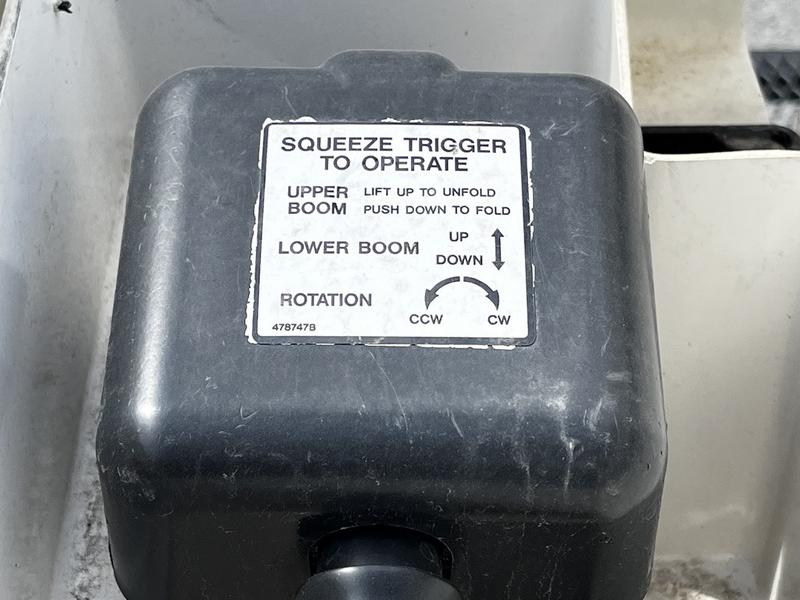 SQUEEZE TRIGGER
TO OPERATE
UPPER BOOM LIFT UP TO UNFOLD
PUSH DOWN TO FOLD
LOWER BOOM UP
DOWN
ROTATION
CCW CW
478747B